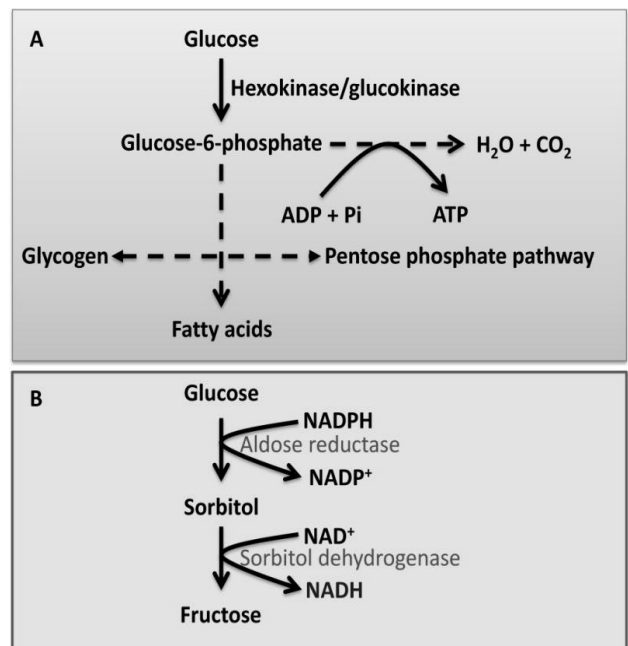 A
Glucose
Hexokinase/glucokinase
Glucose-6-phosphate
H₂O + CO₂
ADP + Pi
ATP
Glycogen
Pentose phosphate pathway
Fatty acids
B
Glucose
NADPH
Aldose reductase
NADP⁺
Sorbitol
NAD⁺
Sorbitol dehydrogenase
NADH
Fructose